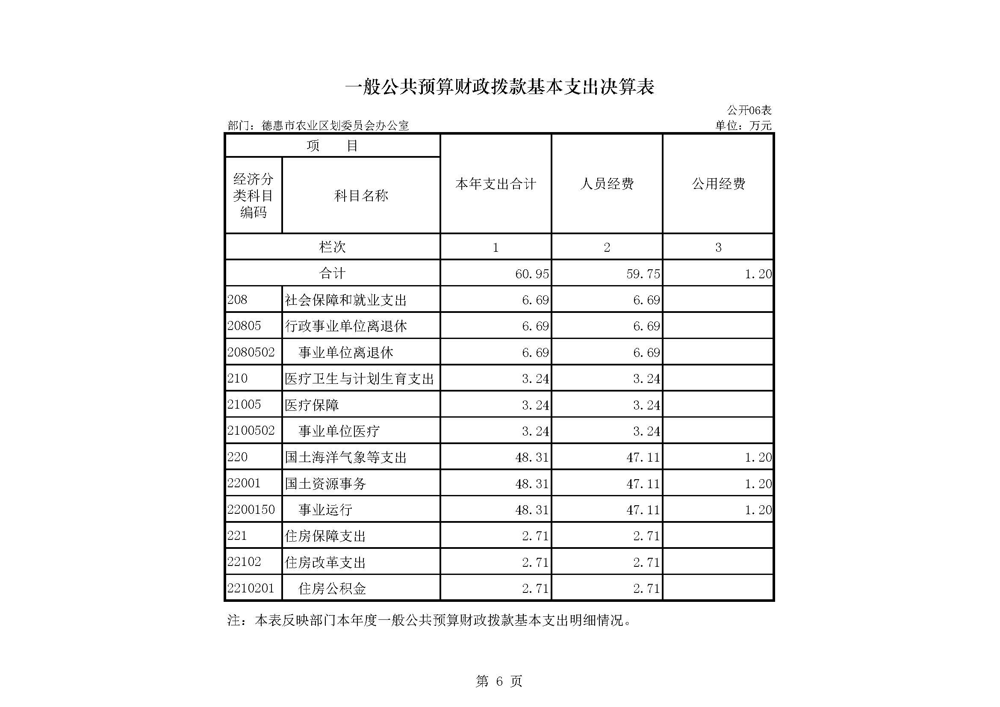 一般公共预算财政拨款基本支出决算表
公开06表
部门：德惠市农业区划委员会办公室 单位：万元
项 目
本年支出合计 人员经费 公用经费
经济分
类科目
编码
科目名称
栏次 1 2 3
合计 60.95 59.75 1.20
208 社会保障和就业支出 6.69 6.69
20805 行政事业单位离退休 6.69 6.69
2080502 事业单位离退休 6.69 6.69
210 医疗卫生与计划生育支出 3.24 3.24
21005 医疗保障 3.24 3.24
2100502 事业单位医疗 3.24 3.24
220 国土海洋气象等支出 48.31 47.11 1.20
22001 国土资源事务 48.31 47.11 1.20
2200150 事业运行 48.31 47.11 1.20
221 住房保障支出 2.71 2.71
22102 住房改革支出 2.71 2.71
2210201 住房公积金 2.71 2.71
注：本表反映部门本年度一般公共预算财政拨款基本支出明细情况。
第 6 页